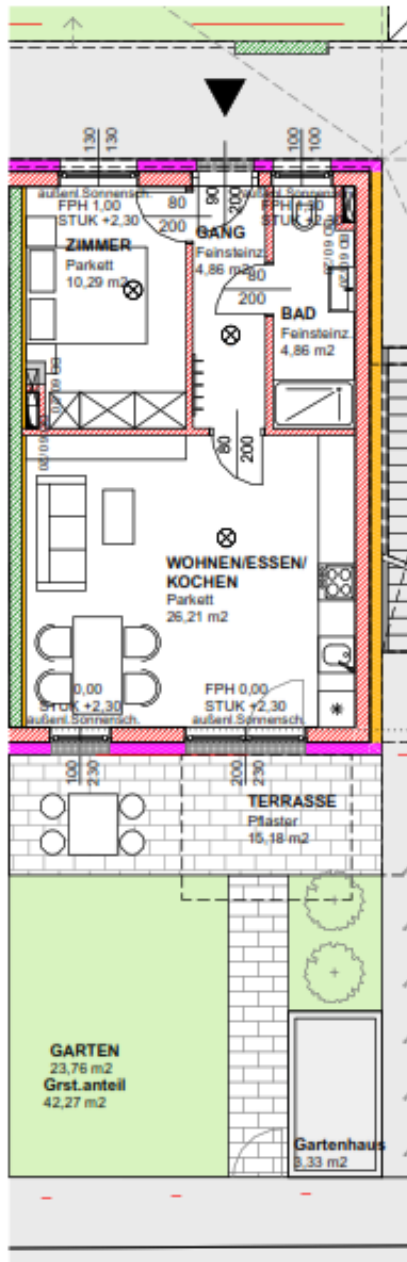 130
130
100
100
außenl.Sonnensch.
FPH 1,00
STUK +2,30
80
200
90
200
ZIMMER
Parkett
10,29 m2
GANG
Feinsteinz.
4,86 m2
80
200
BAD
Feinsteinz.
4,86 m2
80
200
WOHNEN/ESSEN/
KOCHEN
Parkett
26,21 m2
0,00
STUK +2,30
außenl.Sonnensch.
FPH 0,00
STUK +2,30
außenl.Sonnensch.
100
230
200
230
TERRASSE
Pflaster
15,18 m2
GARTEN
23,76 m2
Grst.anteil
42,27 m2
Gartenhaus
3,33 m2